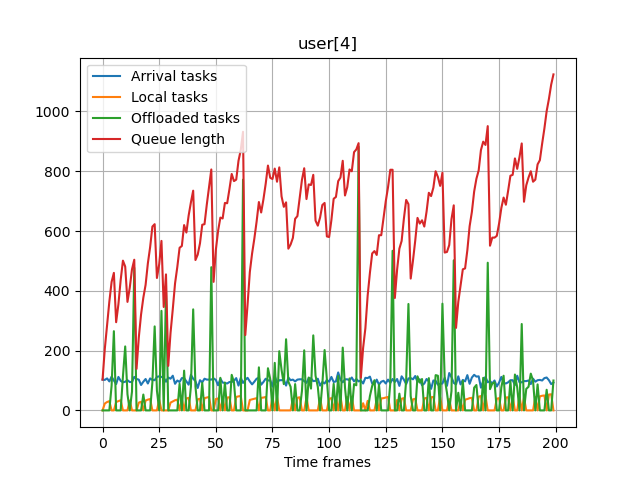 user[4]
Arrival tasks
Local tasks
Offloaded tasks
Queue length
1000
800
600
400
200
0
0 25 50 75 100 125 150 175 200
Time frames